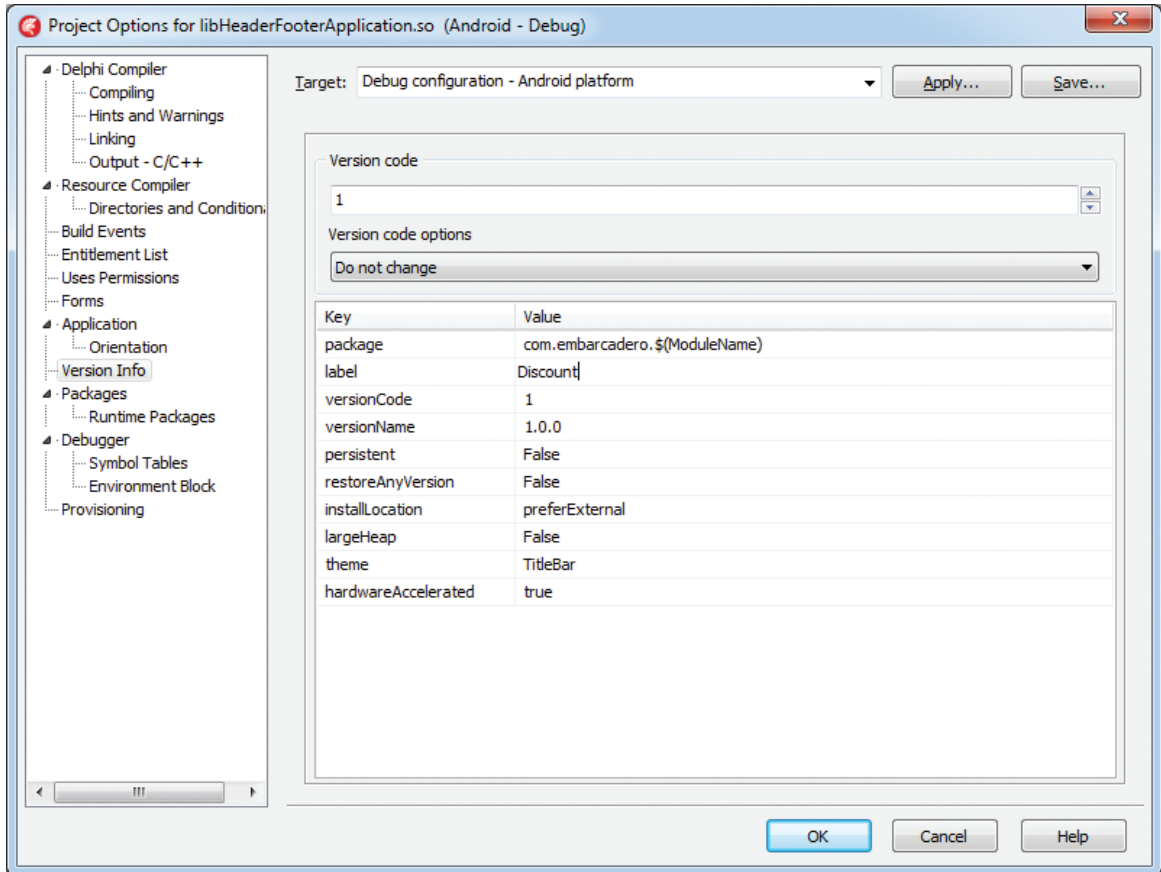 Project Options for libHeaderFooterApplication.so (Android - Debug)
Delphi Compiler
Compiling
Hints and Warnings
Linking
Output - C/C++
Resource Compiler
Directories and Condition
Build Events
Entitlement List
Uses Permissions
Forms
Application
Orientation
Version Info
Packages
Runtime Packages
Debugger
Symbol Tables
Environment Block
Provisioning
Target: Debug configuration - Android platform Apply... Save...
Version code
1
Version code options
Do not change
Key Value
package com.embarcadero.$(ModuleName)
label Discount
versionCode 1
versionName 1.0.0
persistent False
restoreAnyVersion False
installLocation preferExternal
largeHeap False
theme TitleBar
hardwareAccelerated true
OK Cancel Help